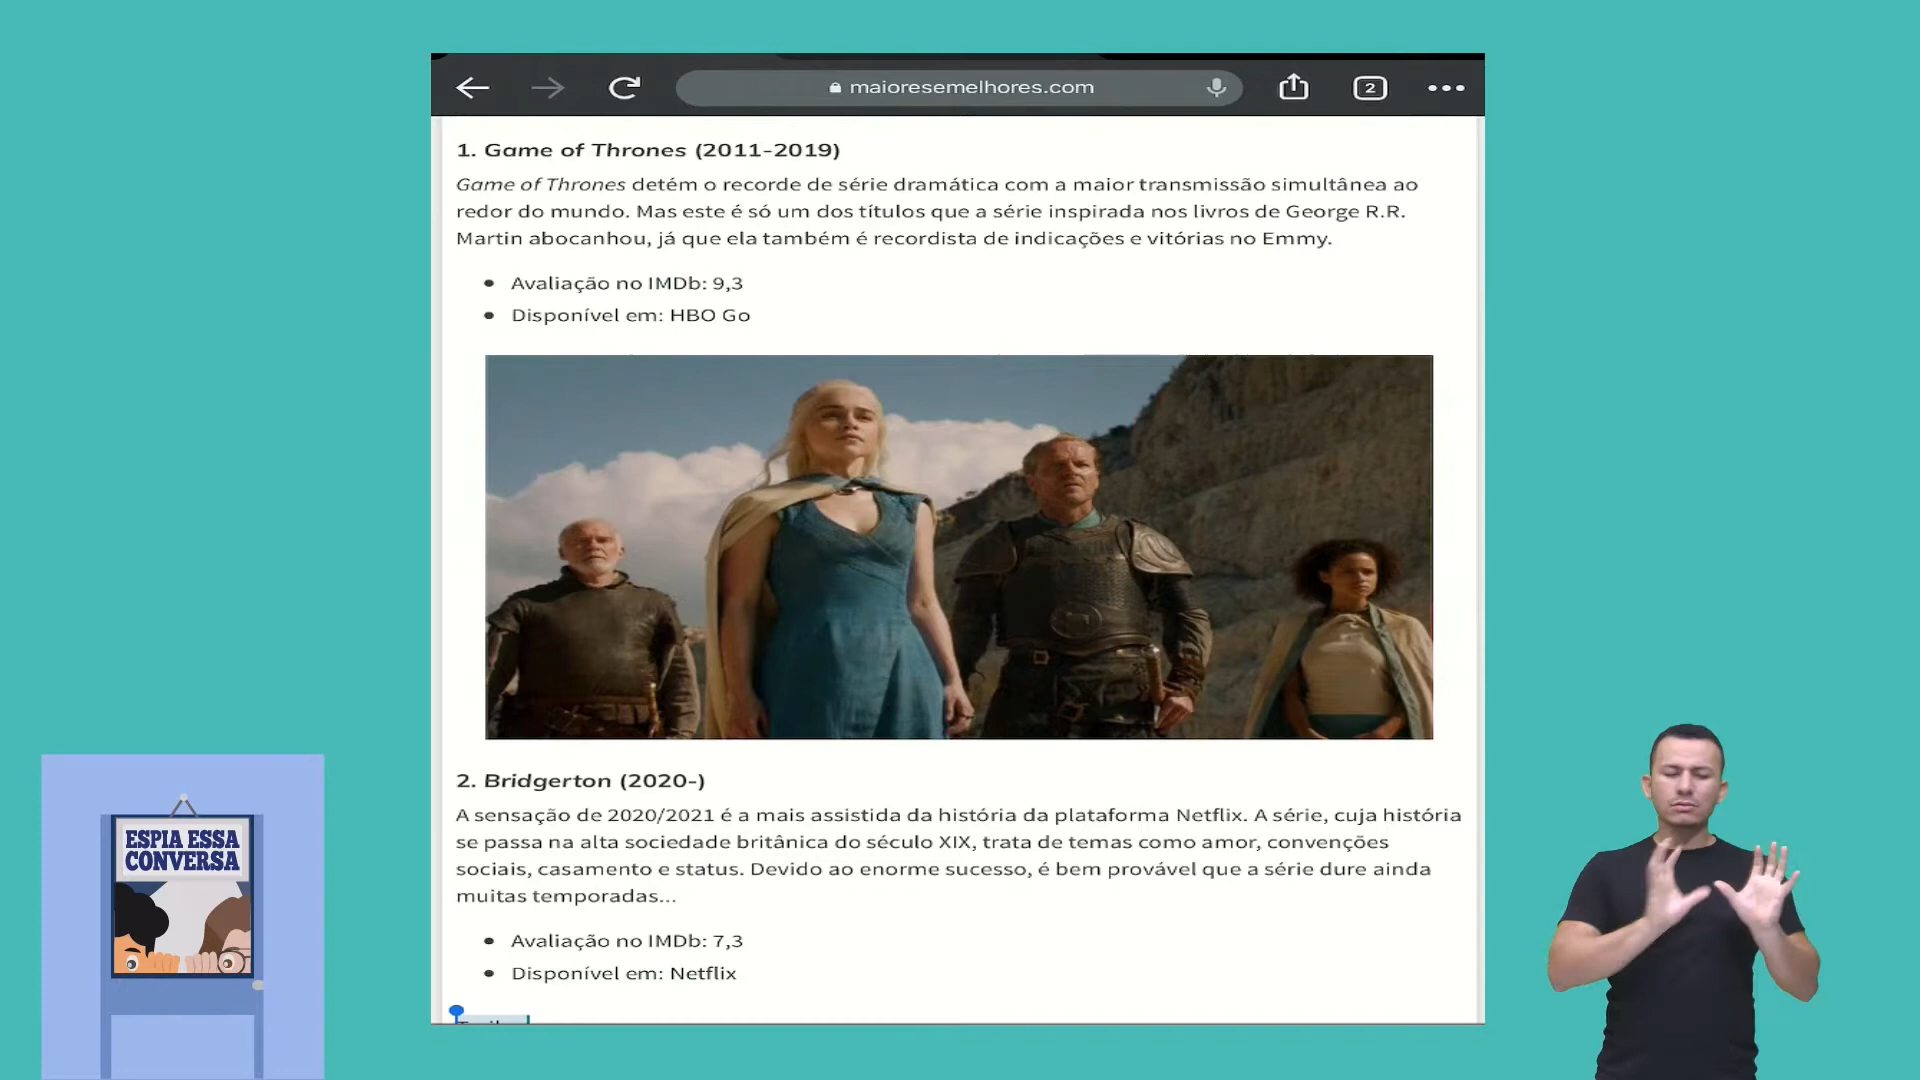 maioresemelhores.com
2
1. Game of Thrones (2011-2019)
Game of Thrones detém o recorde de série dramática com a maior transmissão simultânea ao
redor do mundo. Mas este é só um dos títulos que a série inspirada nos livros de George R.R.
Martin abocanhou, já que ela também é recordista de indicações e vitórias no Emmy.
• Avaliação no IMDb: 9,3
• Disponível em: HBO Go
2. Bridgerton (2020-)
A sensação de 2020/2021 é a mais assistida da história da plataforma Netflix. A série, cuja história
se passa na alta sociedade britânica do século XIX, trata de temas como amor, convenções
sociais, casamento e status. Devido ao enorme sucesso, é bem provável que a série dure ainda
muitas temporadas...
• Avaliação no IMDb: 7,3
• Disponível em: Netflix
ESPIA ESSA
CONVERSA